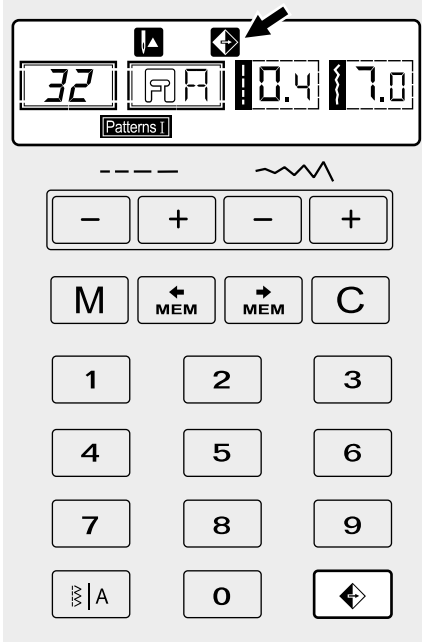 32 A A 0.4 7.0
Patterns I
- + - +
M MEM MEM C
1 2 3
4 5 6
7 8 9
A 0